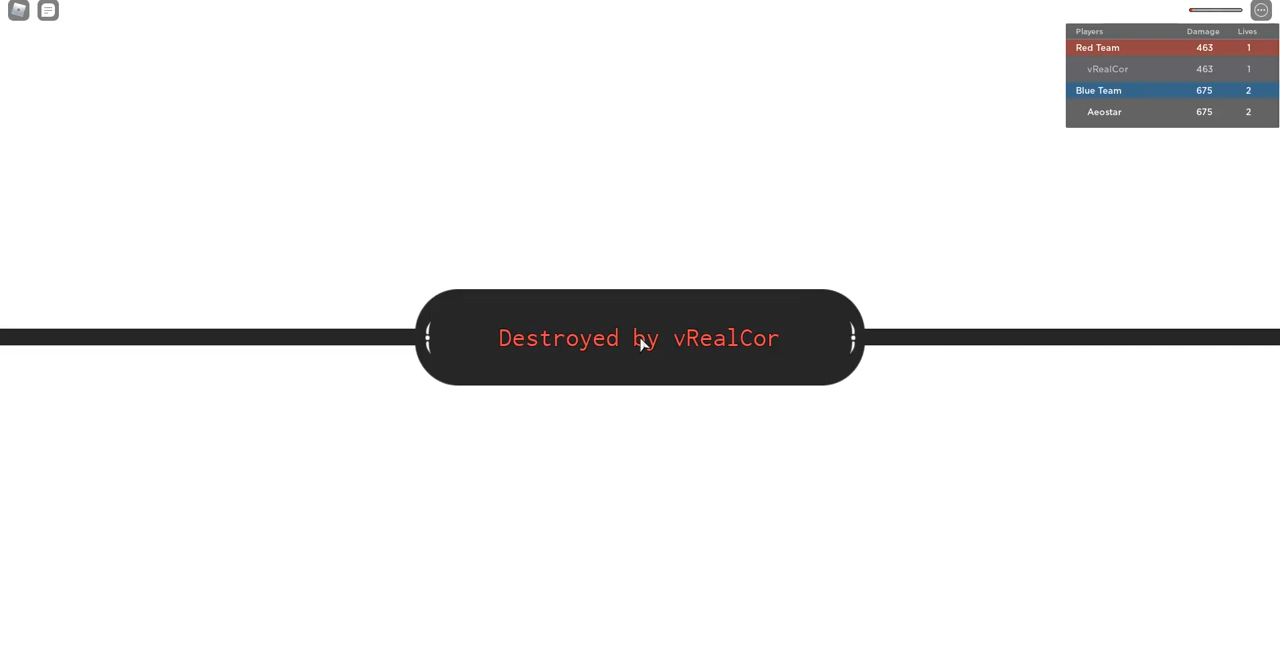 Players Damage Lives
Red Team 463 1
vRealCor 463 1
Blue Team 675 2
Aeostar 675 2
Destroyed by vRealCor